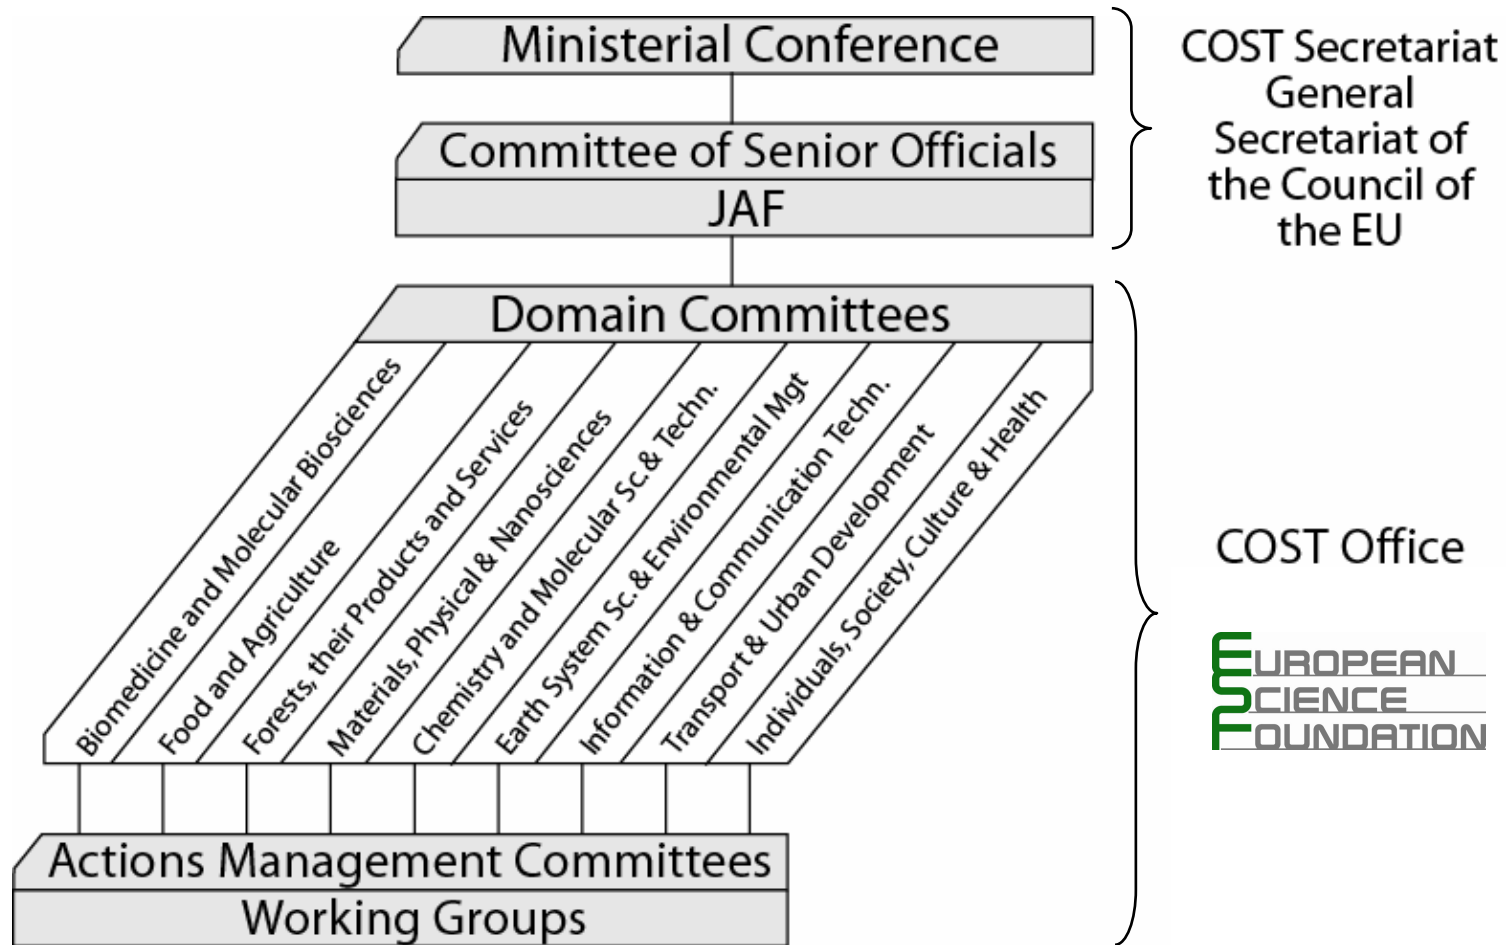 Ministerial Conference
Committee of Senior Officials
JAF
COST Secretariat
General
Secretariat of
the Council of
the EU
Domain Committees
Biomedicine and Molecular Biosciences
Food and Agriculture
Forests, their Products and Services
Materials, Physical & Nanosciences
Chemistry and Molecular Sc. & Techn.
Earth System Sc. & Environmental Mgt
Information & Communication Techn.
Transport & Urban Development
Individuals, Society, Culture & Health
COST Office
EUROPEAN
SCIENCE
FOUNDATION
Actions Management Committees
Working Groups